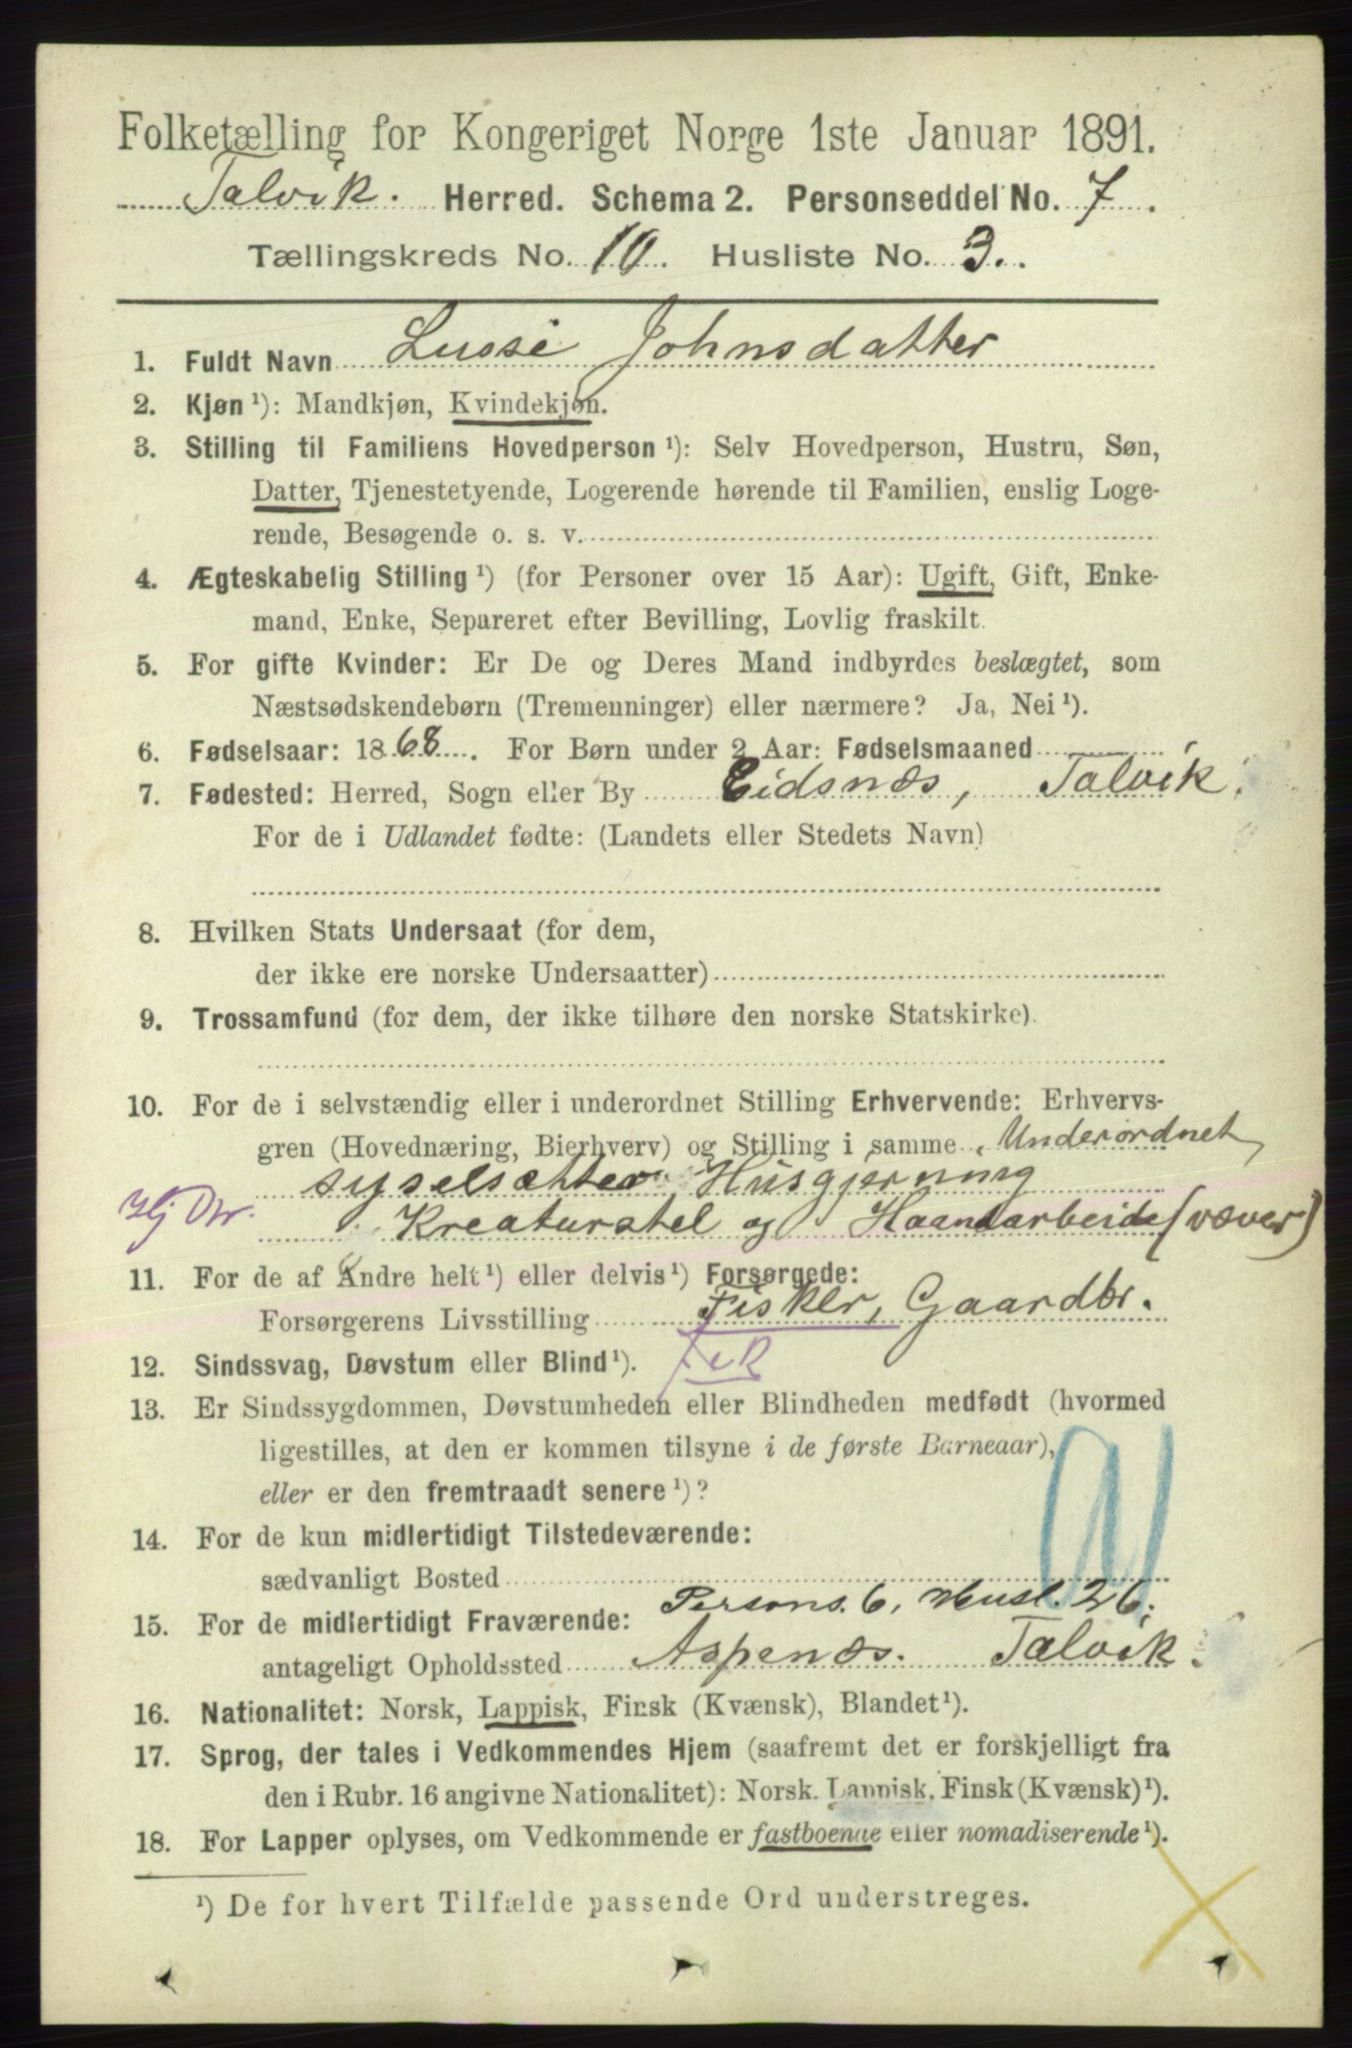 Folketælling for Kongeriget Norge 1ste Januar 1891.
Talvik. Herred. Schema 2. Personseddel No. 7.
Tællingskreds No. 10. Husliste No. 3.
1. Fuldt Navn Lussi Johnsdatter
2. Kjøn ¹): Mandkjøn, Kvindekjøn.
3. Stilling til Familiens Hovedperson ¹): Selv Hovedperson, Hustru, Søn,
Datter, Tjenestetyende, Logerende hørende til Familien, enslig Loge-
rende, Besøgende o. s. v.
4. Ægteskabelig Stilling ¹) (for Personer over 15 Aar): Ugift, Gift, Enke-
mand, Enke, Separeret efter Bevilling, Lovlig fraskilt.
5. For gifte Kvinder: Er De og Deres Mand indbyrdes beslægtet, som
Næstsødskendebørn (Tremenninger) eller nærmere? Ja, Nei ¹).
6. Fødselsaar: 1868. For Børn under 2 Aar: Fødselsmaaned
7. Fødested: Herred, Sogn eller By Eidsnæs, Talvik.
For de i Udlandet fødte: (Landets eller Stedets Navn)
8. Hvilken Stats Undersaat (for dem,
der ikke ere norske Undersaatter)
9. Trossamfund (for dem, der ikke tilhøre den norske Statskirke).
10. For de i selvstændig eller i underordnet Stilling Erhvervende: Erhvervs-
gren (Hovednæring, Bierhverv) og Stilling i samme Underordnet,
syselsætter Husgjerning
Kreaturstel og Haandarbeide (væver)
11. For de af Andre helt ¹) eller delvis ¹) Forsørgede:
Forsørgerens Livsstilling Fisker, Gaardbr.
12. Sindssvag, Døvstum eller Blind ¹).
13. Er Sindssygdommen, Døvstumheden eller Blindheden medfødt (hvormed
ligestilles, at den er kommen tilsyne i de første Barneaar),
eller er den fremtraadt senere ¹)?
14. For de kun midlertidigt Tilstedeværende:
sædvanligt Bosted
Persons. 6, Husl. 26.
15. For de midlertidigt Fraværende:
antageligt Opholdssted Aspenæs. Talvik.
16. Nationalitet: Norsk, Lappisk, Finsk (Kvænsk), Blandet ¹).
17. Sprog, der tales i Vedkommendes Hjem (saafremt det er forskjelligt fra
den i Rubr. 16 angivne Nationalitet): Norsk. Lappisk, Finsk (Kvænsk) ¹).
18. For Lapper oplyses, om Vedkommende er fastboende eller nomadiserende ¹).
¹) De for hvert Tilfælde passende Ord understreges.